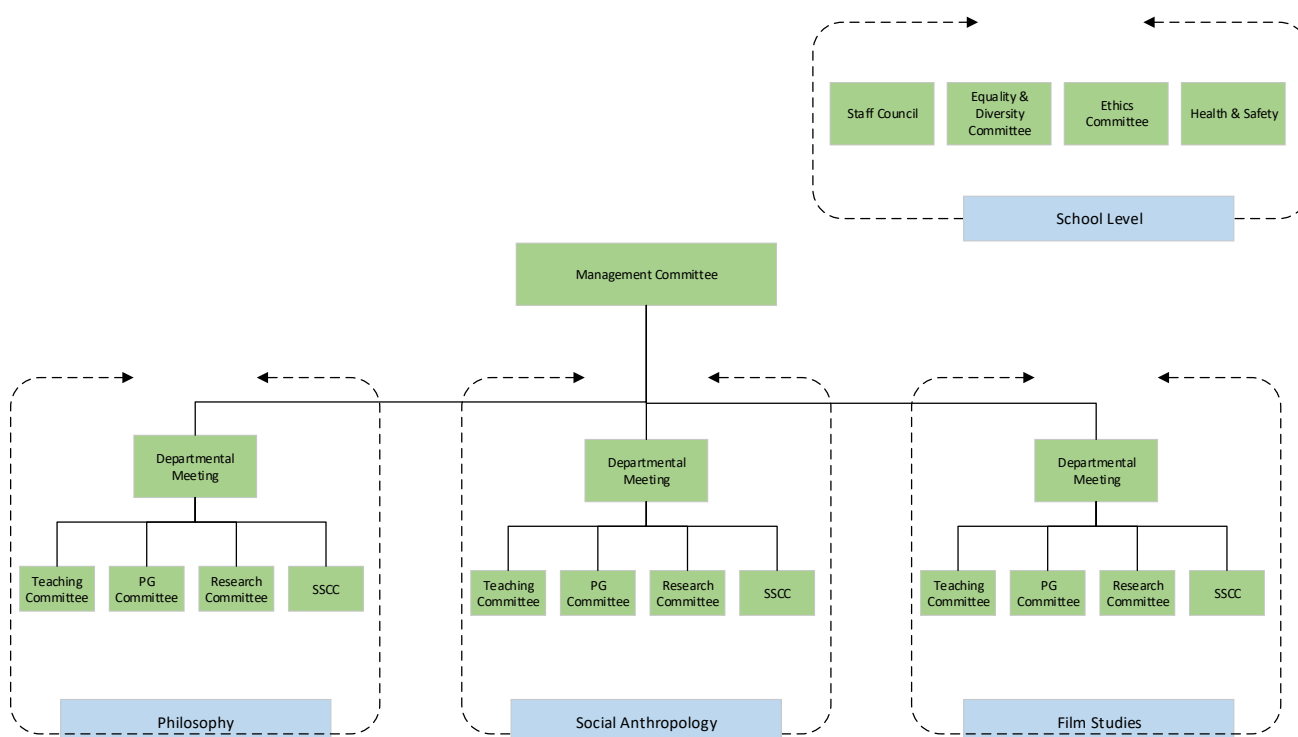 Staff Council
Equality &
Diversity
Committee
Ethics
Committee
Health & Safety
School Level
Management Committee
Departmental
Meeting
Teaching
Committee
PG
Committee
Research
Committee
SSCC
Philosophy
Departmental
Meeting
Teaching
Committee
PG
Committee
Research
Committee
SSCC
Social Anthropology
Departmental
Meeting
Teaching
Committee
PG
Committee
Research
Committee
SSCC
Film Studies